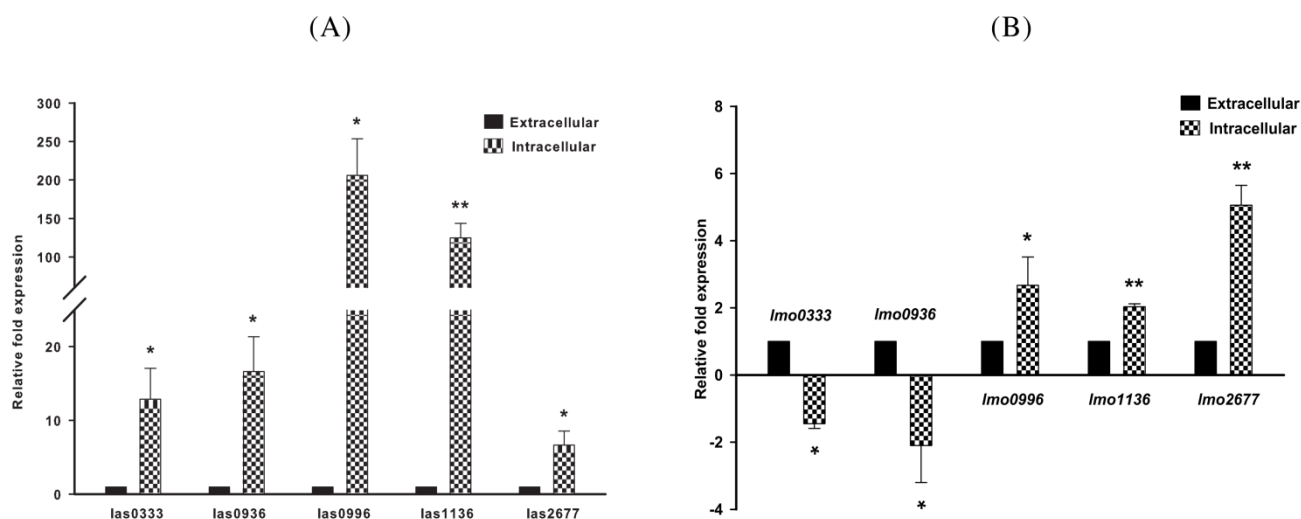 (A)
300
250
200
150
100
20
10
0
Relative fold expression
Extracellular
Intracellular
*
*
*
**
*
las0333
las0936
las0996
las1136
las2677
(B)
8
6
4
2
0
-2
-4
Relative fold expression
Extracellular
Intracellular
lmo0333
lmo0936
*
**
**
lmo0996
lmo1136
lmo2677
*
*